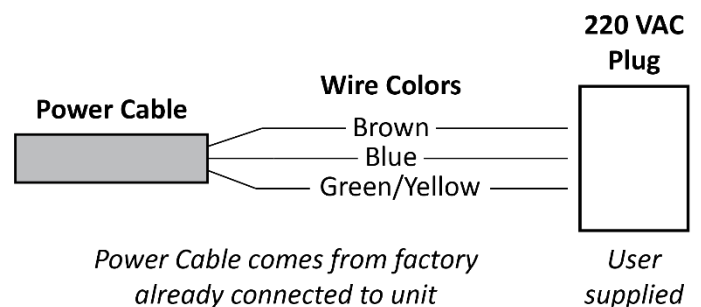 220 VAC
Plug
Wire Colors
Power Cable
Brown
Blue
Green/Yellow
Power Cable comes from factory
already connected to unit
User
supplied